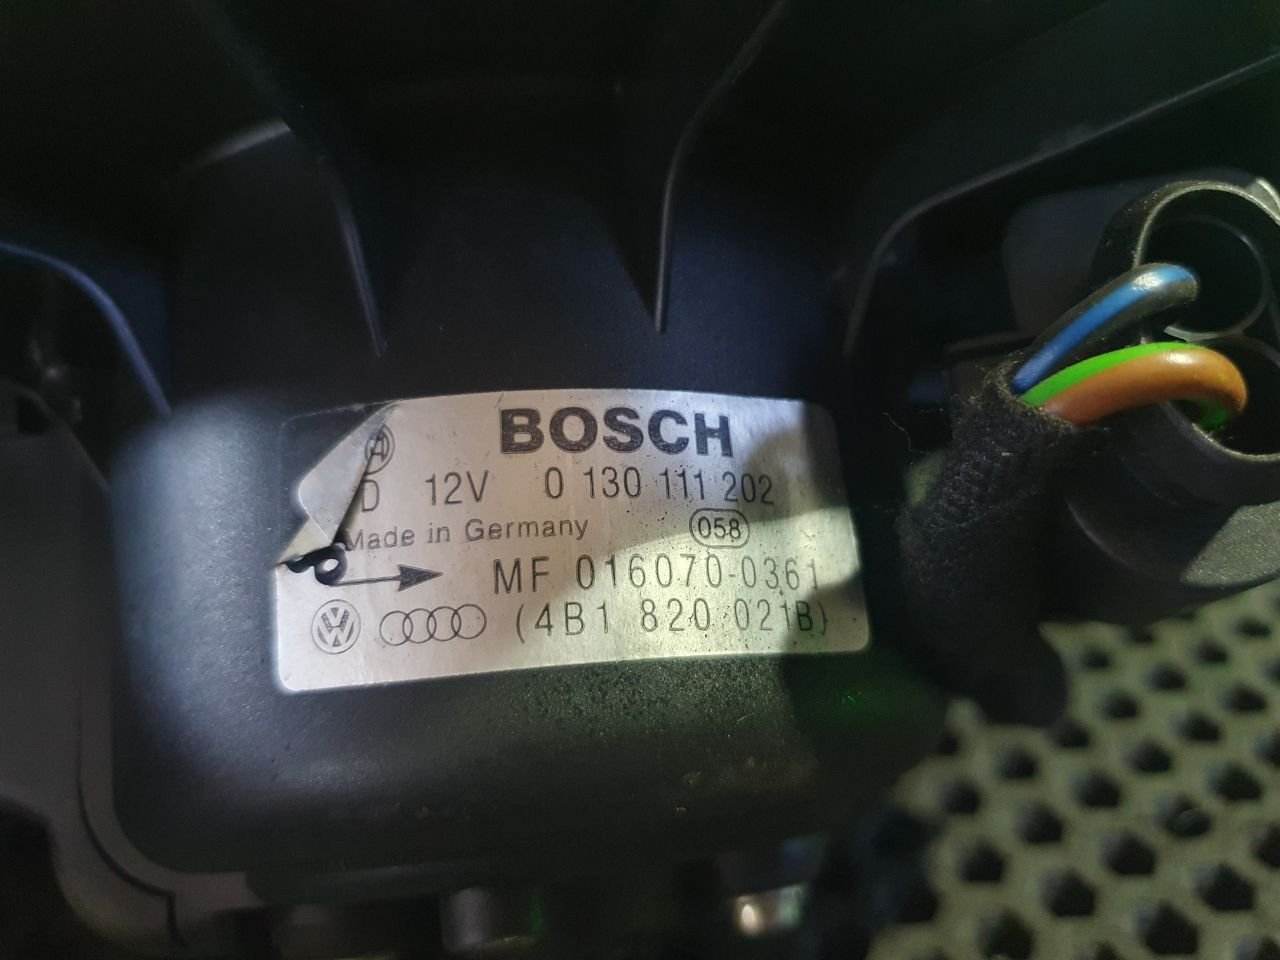 BOSCH
D 12V 0 130 111 202
Made in Germany 058
MF 016070-0361
(4B1 820 021B)